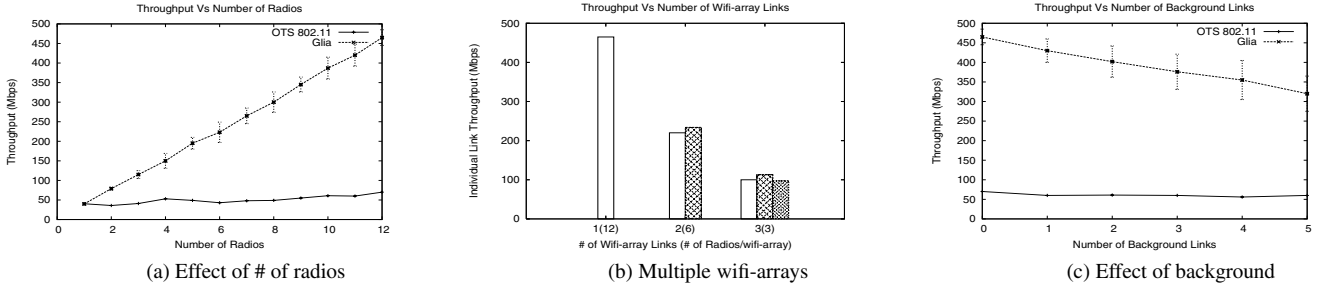 Throughput Vs Number of Radios
OTS 802.11
Glia
500
450
400
350
300
250
200
150
100
50
0
0 2 4 6 8 10 12
Throughput (Mbps)
Number of Radios
(a) Effect of # of radios
Throughput Vs Number of Wifi-array Links
500
400
300
200
100
0
1(12) 2(6) 3(3)
Individual Link Throughput (Mbps)
# of Wifi-array Links (# of Radios/wifi-array)
(b) Multiple wifi-arrays
Throughput Vs Number of Background Links
OTS 802.11
Glia
500
450
400
350
300
250
200
150
100
50
0
0 1 2 3 4 5
Throughput (Mbps)
Number of Background Links
(c) Effect of background